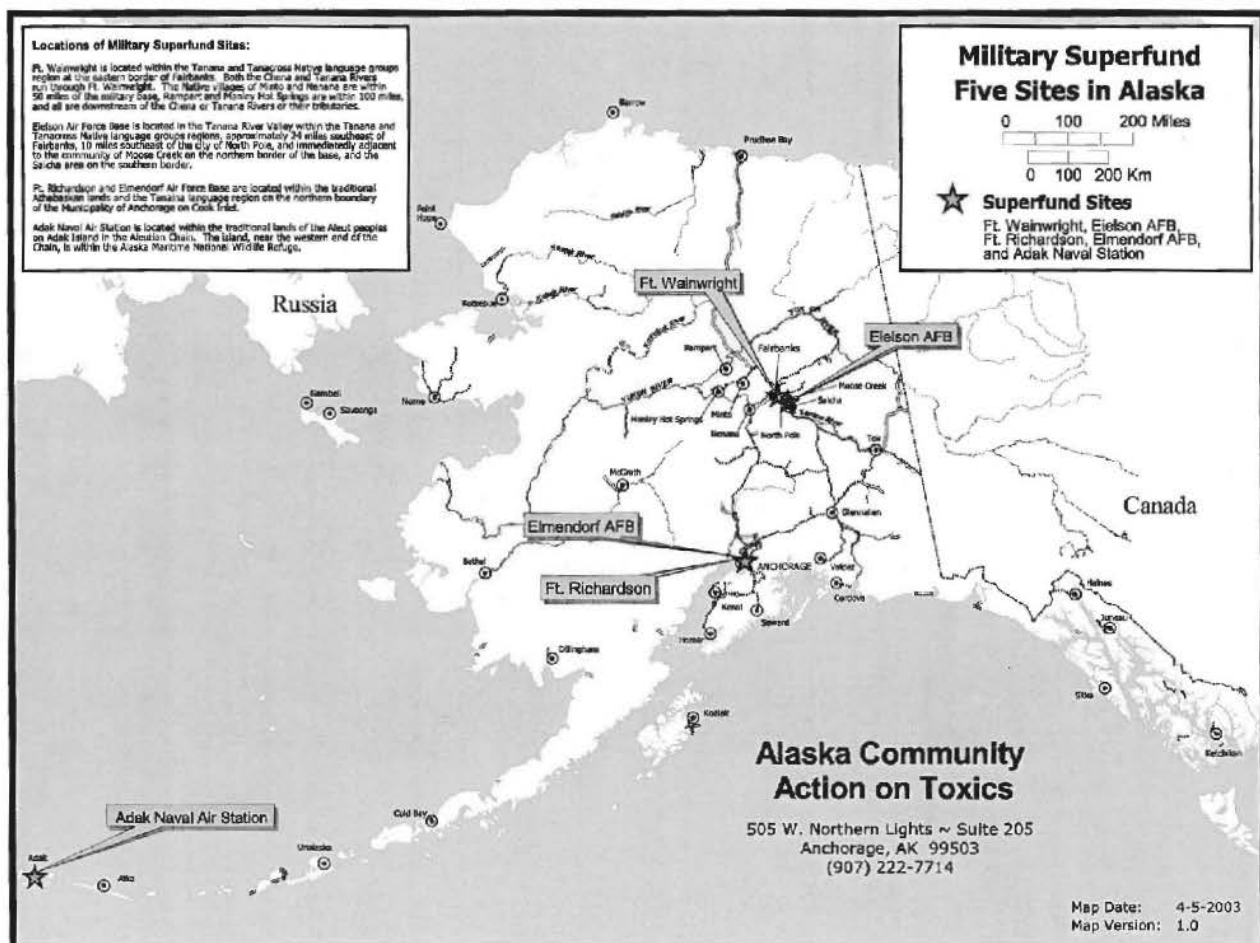 Locations of Military Superfund Sites:
Ft. Wainwright is located within the Tanana and Tanacross Native language groups
region at the eastern border of Fairbanks. Both the Chena and Tanana Rivers
run through Ft. Wainwright. The Native villages of Minto and Nenana are within
50 miles of the military base, Rampart and Manley Hot Springs are within 100 miles,
and all are downstream of the Chena or Tanana Rivers or their tributaries.
Eielson Air Force Base is located in the Tanana River Valley within the Tanana and
Tanacross Native language groups regions, approximately 24 miles southeast of
Fairbanks, 10 miles southeast of the city of North Pole, and immediatedly adjacent
to the community of Moose Creek on the northern border of the base, and the
Salcha area on the southern border.
Ft. Richardson and Elmendorf Air Force Base are located within the traditional
Athabaskan lands and the Tanaina language region on the northern boundary
of the Municipality of Anchorage on Cook Inlet.
Adak Naval Air Station is located within the traditional lands of the Aleut peoples
on Adak Island in the Aleutian Chain. The island, near the western end of the
Chain, is within the Alaska Maritime National Wildlife Refuge.
Military Superfund
Five Sites in Alaska
0 100 200 Miles
0 100 200 Km
Superfund Sites
Ft. Wainwright, Eielson AFB,
Ft. Richardson, Elmendorf AFB,
and Adak Naval Station
Barrow
Prudhoe Bay
Point
Hope
Russia
Kotzebue
Kobuk River
Ft. Wainwright
Rampart
Fairbanks
Eielson AFB
YUKON RIVER
Moose Creek
Salcha
Gambell
Savoonga
Nome
Manley Hot Springs
Minto
Nenana
North Pole
Tanana River
Tok
McGrath
Canada
Glennallen
Elmendorf AFB
Bethel
ANCHORAGE
Valdez
Ft. Richardson
Kenai
Cordova
Seward
Haines
Juneau
Homer
Dillingham
Sitka
Kodiak
Ketchikan
Alaska Community
Action on Toxics
505 W. Northern Lights ~ Suite 205
Anchorage, AK 99503
(907) 222-7714
Adak Naval Air Station
Cold Bay
Adak
Unalaska
Atka
Map Date: 4-5-2003
Map Version: 1.0